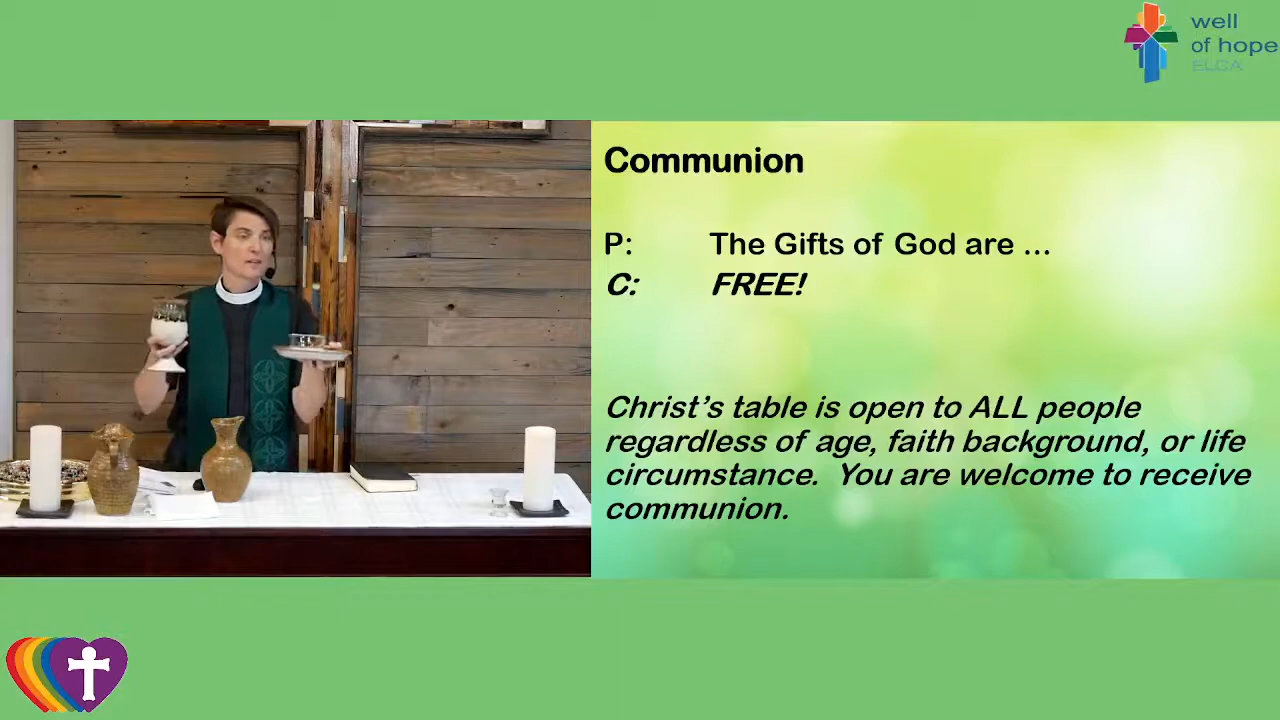 well
of hope
ELCA
Communion
P: The Gifts of God are ...
C: FREE!
Christ's table is open to ALL people
regardless of age, faith background, or life
circumstance. You are welcome to receive
communion.